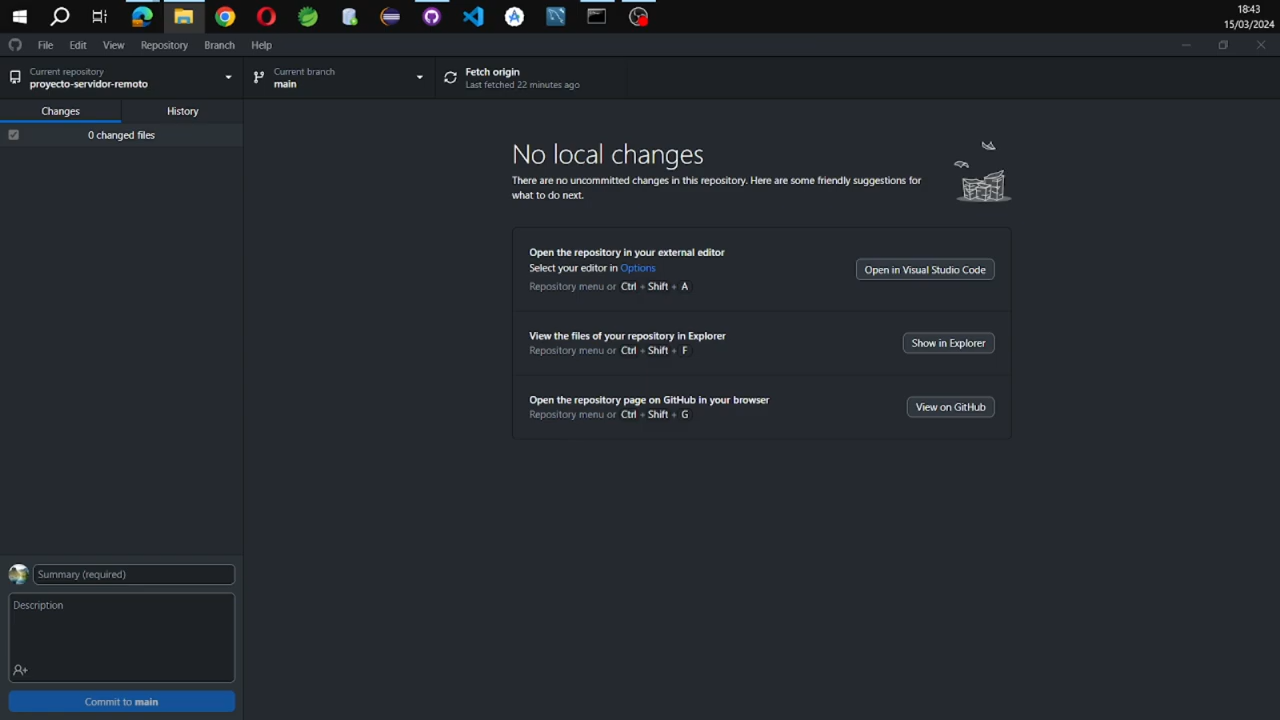 18:43
15/03/2024
File Edit View Repository Branch Help
Current repository
proyecto-servidor-remoto
Current branch
main
Fetch origin
Last fetched 22 minutes ago
Changes History
0 changed files
No local changes
There are no uncommitted changes in this repository. Here are some friendly suggestions for
what to do next.
Open the repository in your external editor
Select your editor in Options
Repository menu or Ctrl + Shift + A
Open in Visual Studio Code
View the files of your repository in Explorer
Repository menu or Ctrl + Shift + F
Show in Explorer
Open the repository page on GitHub in your browser
Repository menu or Ctrl + Shift + G
View on GitHub
Summary (required)
Description
Commit to main